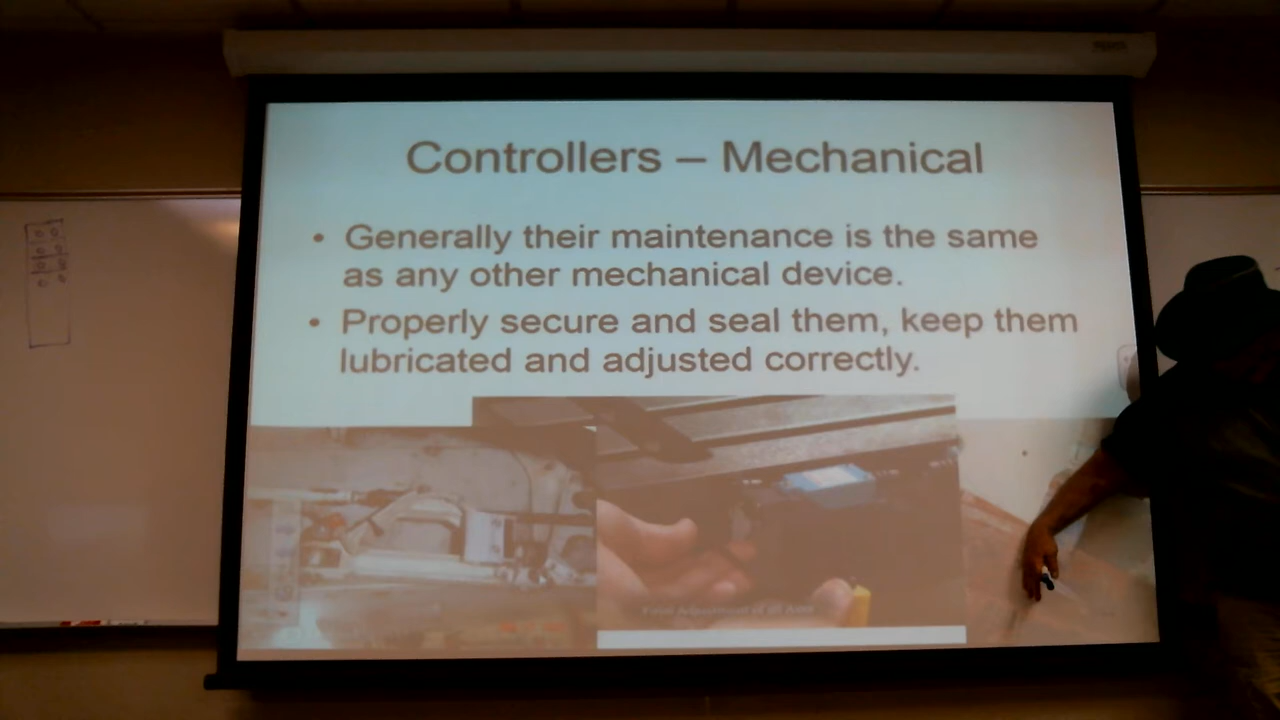 Controllers – Mechanical
• Generally their maintenance is the same
as any other mechanical device.
• Properly secure and seal them, keep them
lubricated and adjusted correctly.